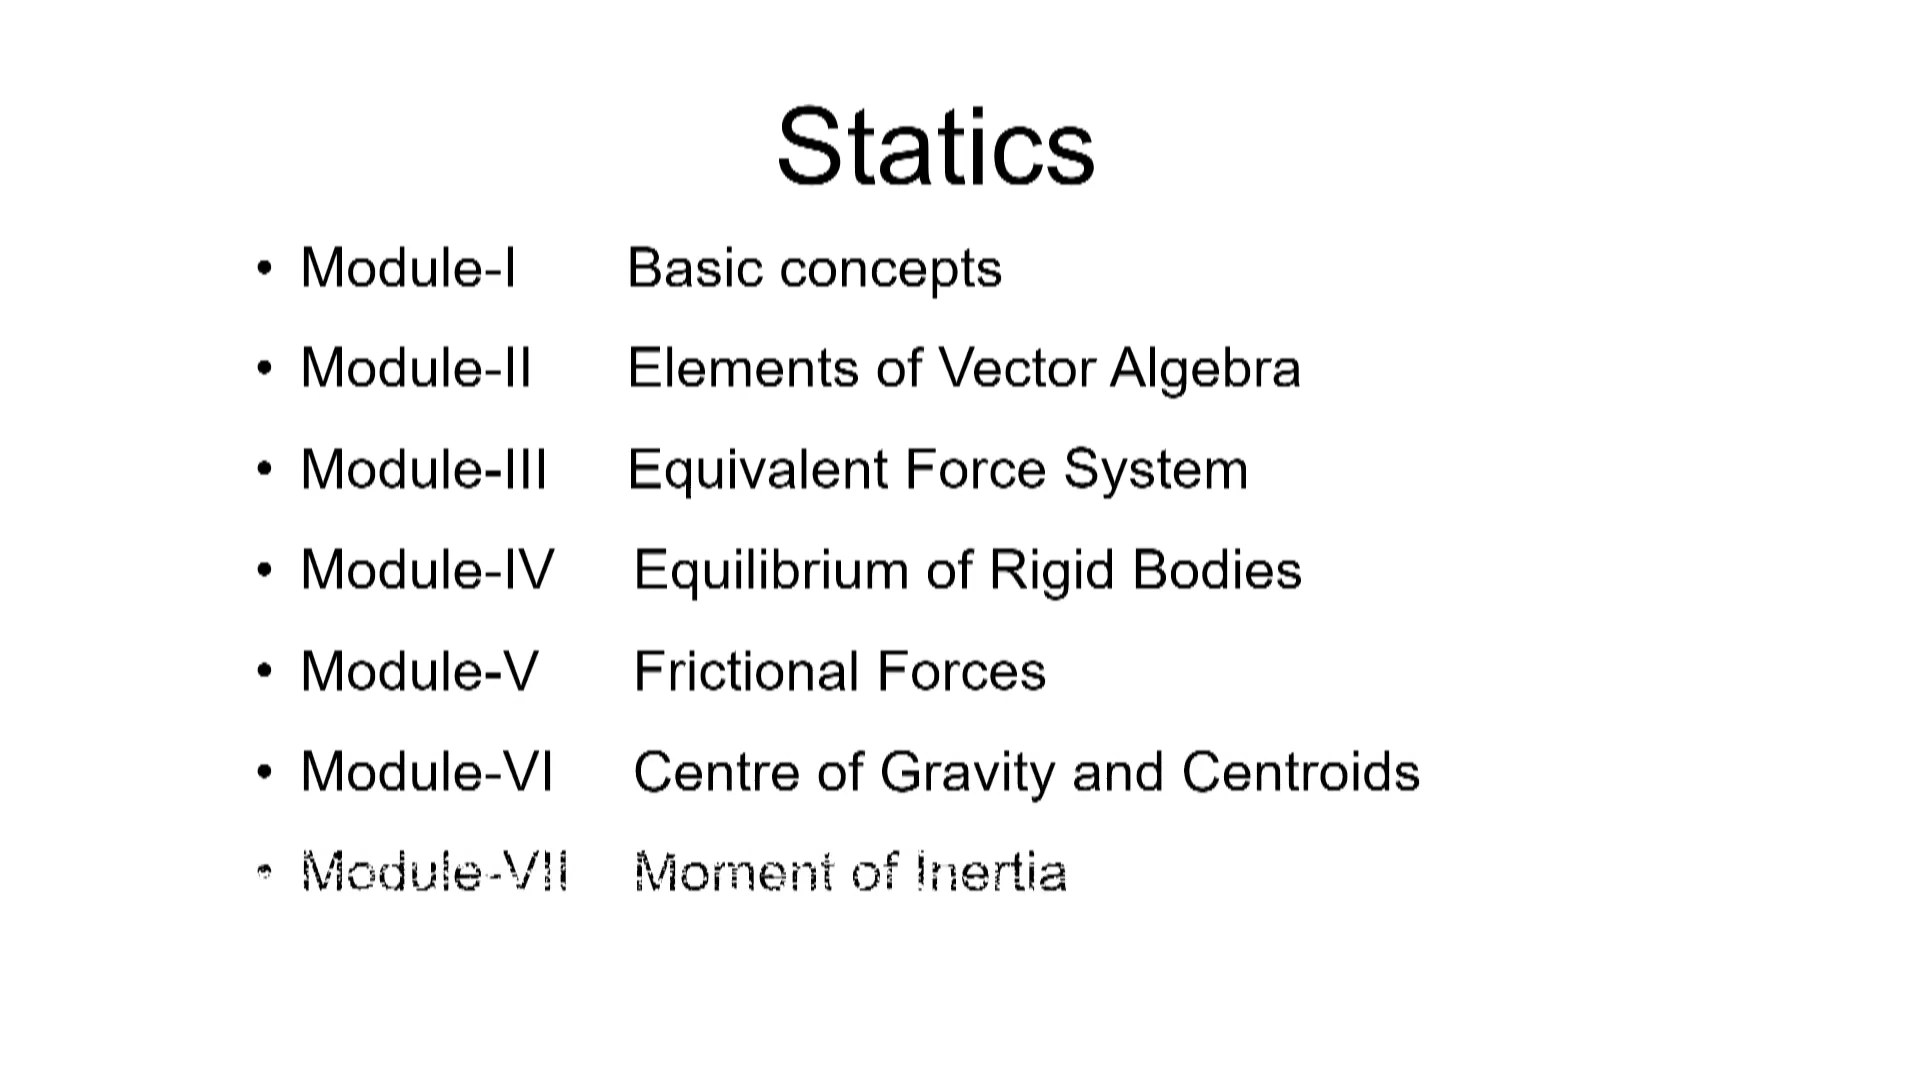 Statics
• Module-I Basic concepts
• Module-II Elements of Vector Algebra
• Module-III Equivalent Force System
• Module-IV Equilibrium of Rigid Bodies
• Module-V Frictional Forces
• Module-VI Centre of Gravity and Centroids
• Module-VII Moment of Inertia